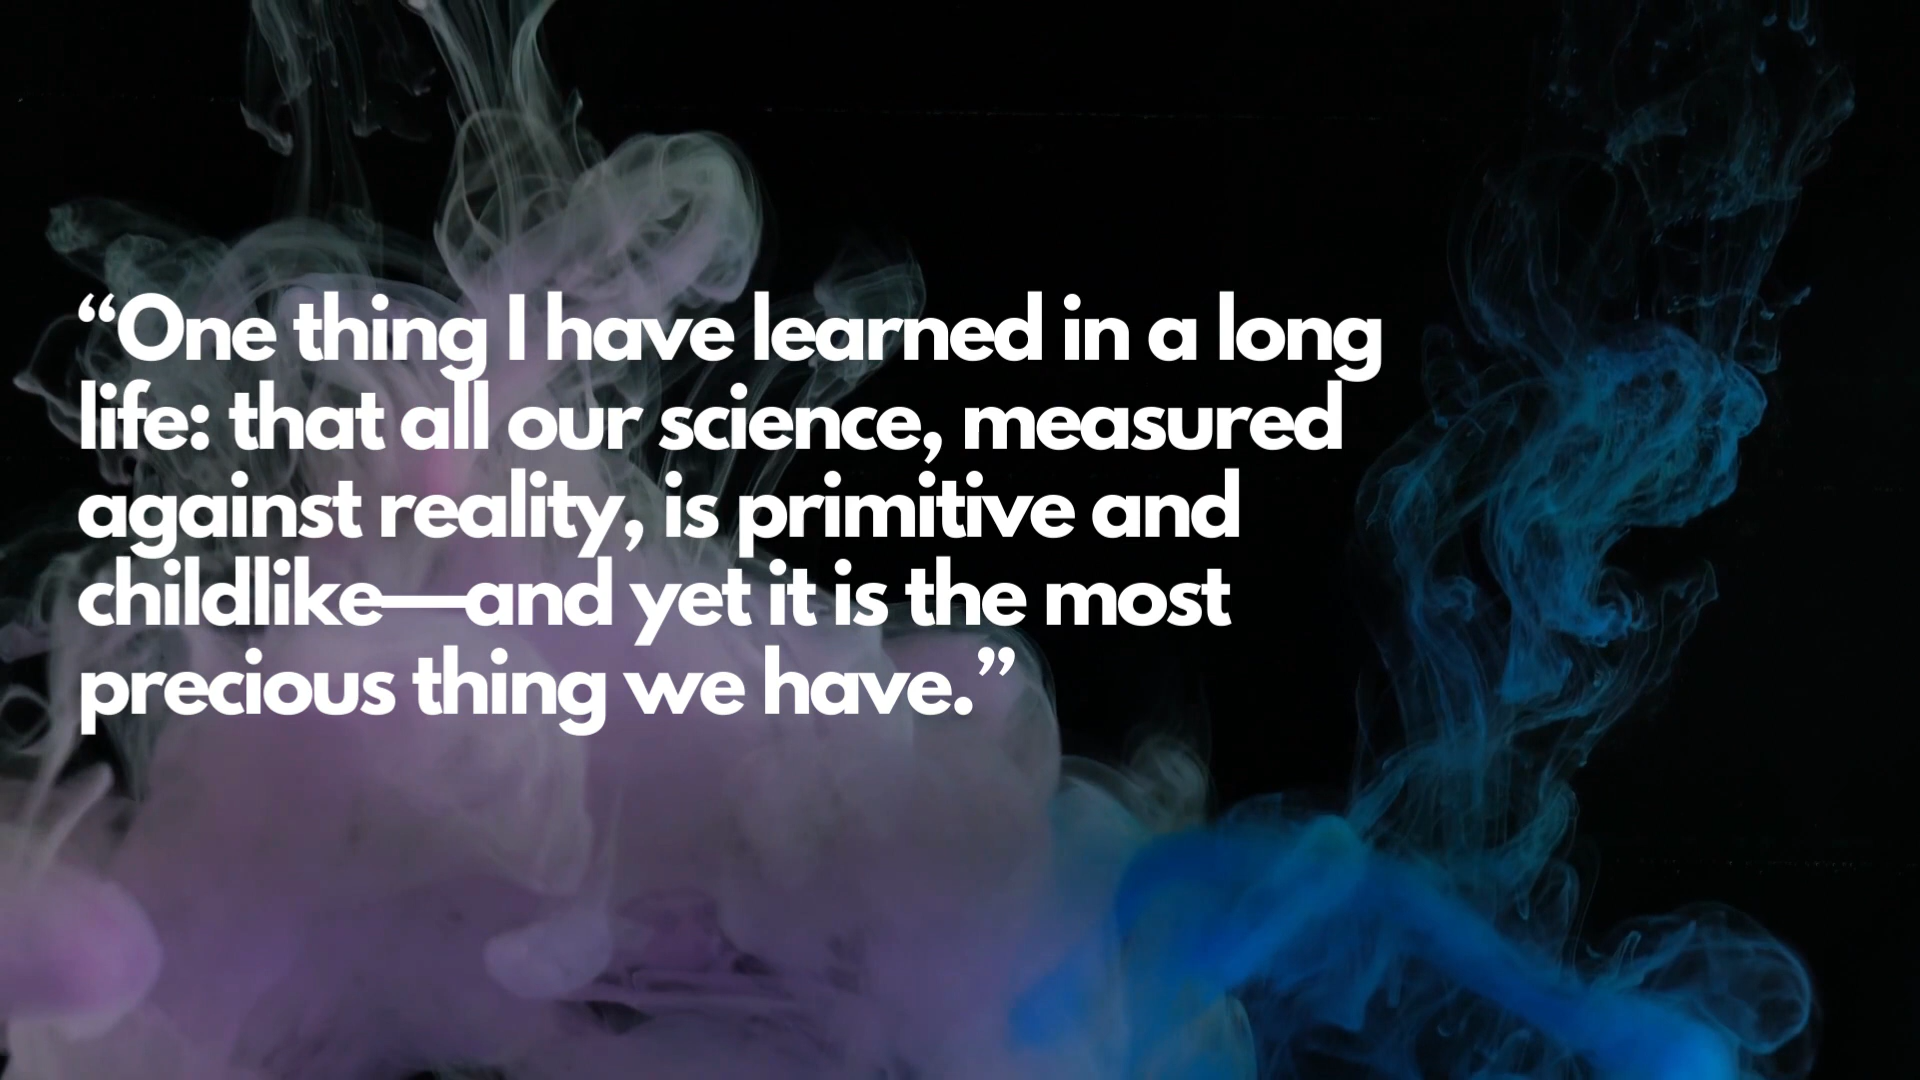 “One thing I have learned in a long
life: that all our science, measured
against reality, is primitive and
childlike—and yet it is the most
precious thing we have.”